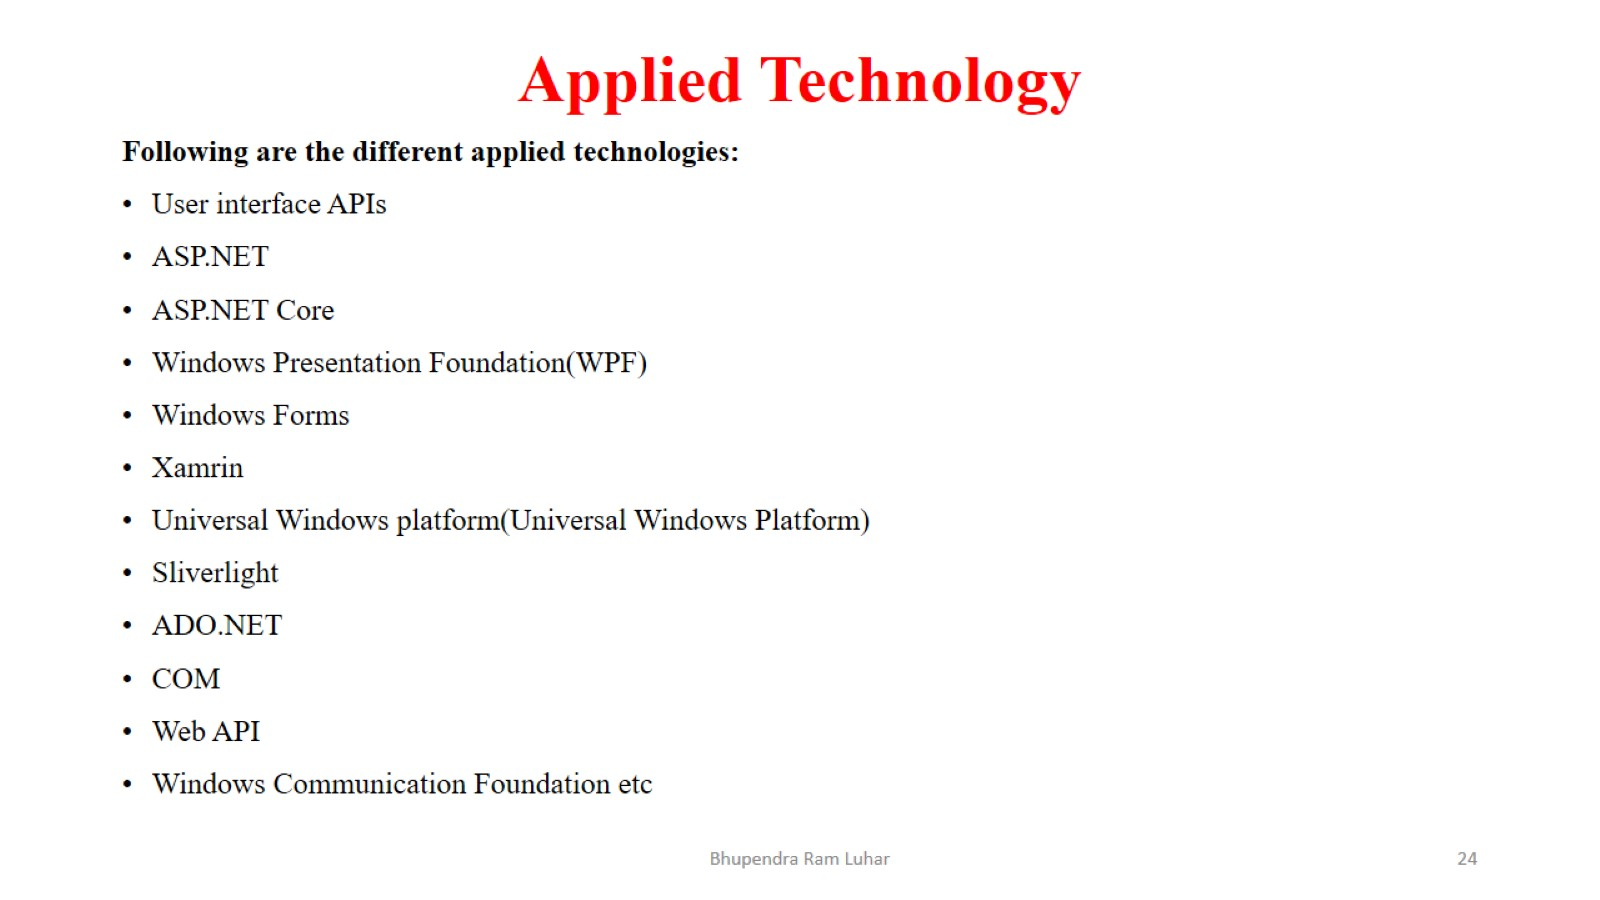 Applied Technology
Following are the different applied technologies:
• User interface APIs
• ASP.NET
• ASP.NET Core
• Windows Presentation Foundation(WPF)
• Windows Forms
• Xamrin
• Universal Windows platform(Universal Windows Platform)
• Sliverlight
• ADO.NET
• COM
• Web API
• Windows Communication Foundation etc
Bhupendra Ram Luhar
24